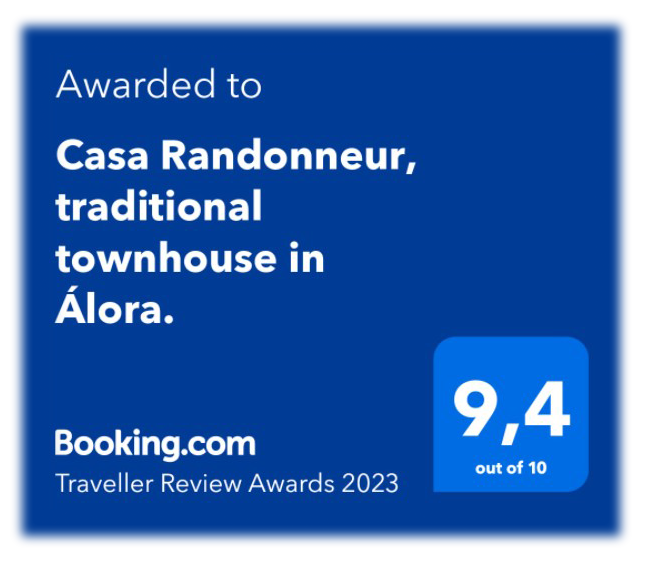 Awarded to
Casa Randonneur,
traditional
townhouse in
Álora.
9,4
out of 10
Booking.com
Traveller Review Awards 2023